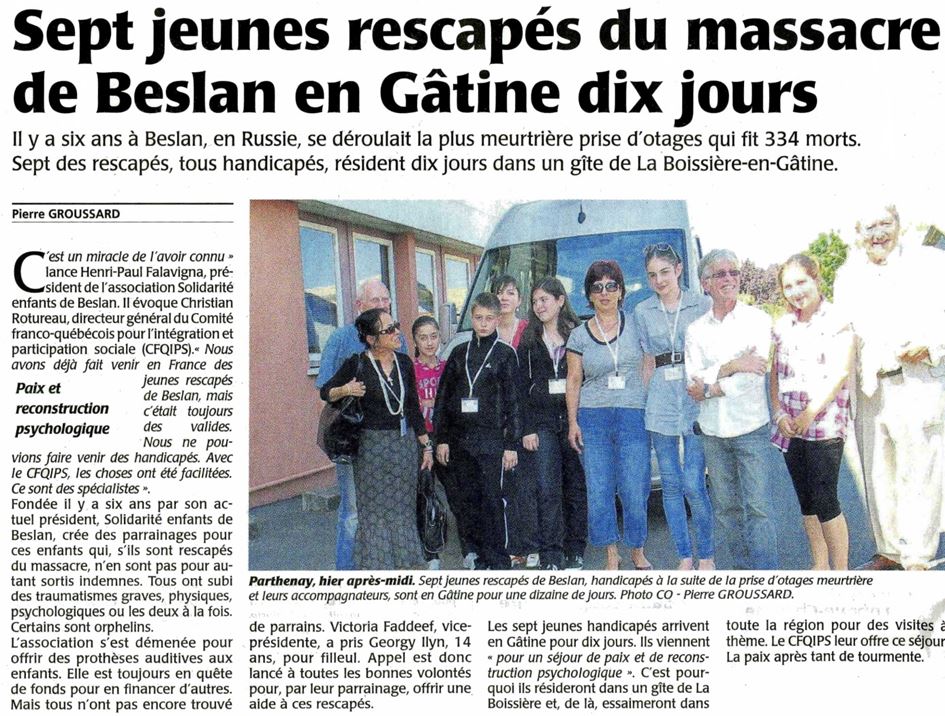 Sept jeunes rescapés du massacre
de Beslan en Gâtine dix jours
Il y a six ans à Beslan, en Russie, se déroulait la plus meurtrière prise d'otages qui fit 334 morts.
Sept des rescapés, tous handicapés, résident dix jours dans un gîte de La Boissière-en-Gâtine.
Pierre GROUSSARD
C'est un miracle de l'avoir connu »
lance Henri-Paul Falavigna, pré-
sident de l'association Solidarité
enfants de Beslan. Il évoque Christian
Rotureau, directeur général du Comité
franco-québécois pour l'intégration et
participation sociale (CFQIPS).« Nous
avons déjà fait venir en France des
jeunes rescapés
de Beslan, mais
c'était toujours
des valides.
Nous ne pou-
vions faire venir des handicapés. Avec
le CFQIPS, les choses ont été facilitées.
Ce sont des spécialistes ».
Paix et
reconstruction
psychologique
Fondée il y a six ans par son ac-
tuel président, Solidarité enfants de
Beslan, crée des parrainages pour
ces enfants qui, s'ils sont rescapés
du massacre, n'en sont pas pour au-
tant sortis indemnes. Tous ont subi
des traumatismes graves, physiques,
psychologiques ou les deux à la fois.
Certains sont orphelins.
L'association s'est démenée pour
offrir des prothèses auditives aux
enfants. Elle est toujours en quête
de fonds pour en financer d'autres.
Mais tous n'ont pas encore trouvé
Parthenay, hier après-midi. Sept jeunes rescapés de Beslan, handicapés à la suite de la prise d'otages meurtrière
et leurs accompagnateurs, sont en Gâtine pour une dizaine de jours. Photo CO - Pierre GROUSSARD.
de parrains. Victoria Faddeef, vice-
présidente, a pris Georgy Ilyn, 14
ans, pour filleul. Appel est donc
lancé à toutes les bonnes volontés
pour, par leur parrainage, offrir une
aide à ces rescapés.
Les sept jeunes handicapés arrivent
en Gâtine pour dix jours. Ils viennent
« pour un séjour de paix et de recons-
truction psychologique ». C'est pour-
quoi ils résideront dans un gîte de La
Boissière et, de là, essaimeront dans
toute la région pour des visites à
thème. Le CFQIPS leur offre ce séjour.
La paix après tant de tourmente.